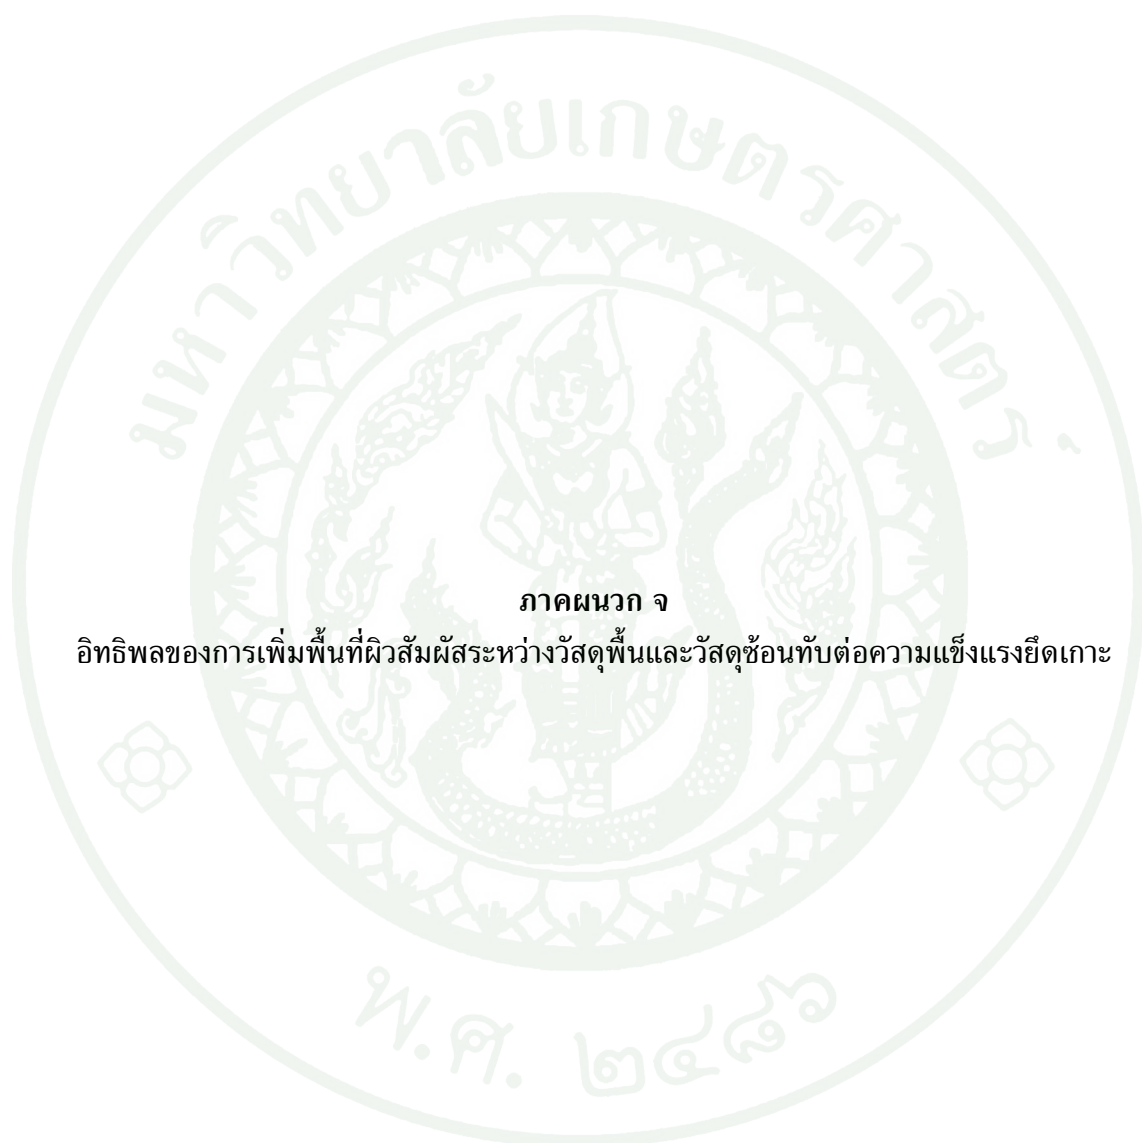 มหาวิทยาลัยเกษตรศาสตร์
ภาคผนวก จ
อิทธิพลของการเพิ่มพื้นที่ผิวสัมผัสระหว่างวัสดุพื้นและวัสดุซ้อนทับต่อความแข็งแรงยึดเกาะ
พ.ศ. ๒๔๘๖